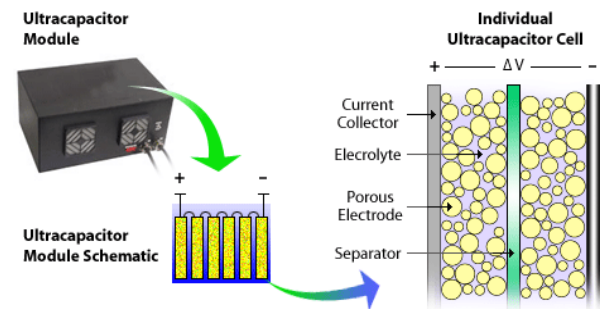 Ultracapacitor
Module
Individual
Ultracapacitor Cell
+ ΔV −
Current
Collector
Elecrolyte
Porous
Electrode
Separator
+ −
Ultracapacitor
Module Schematic